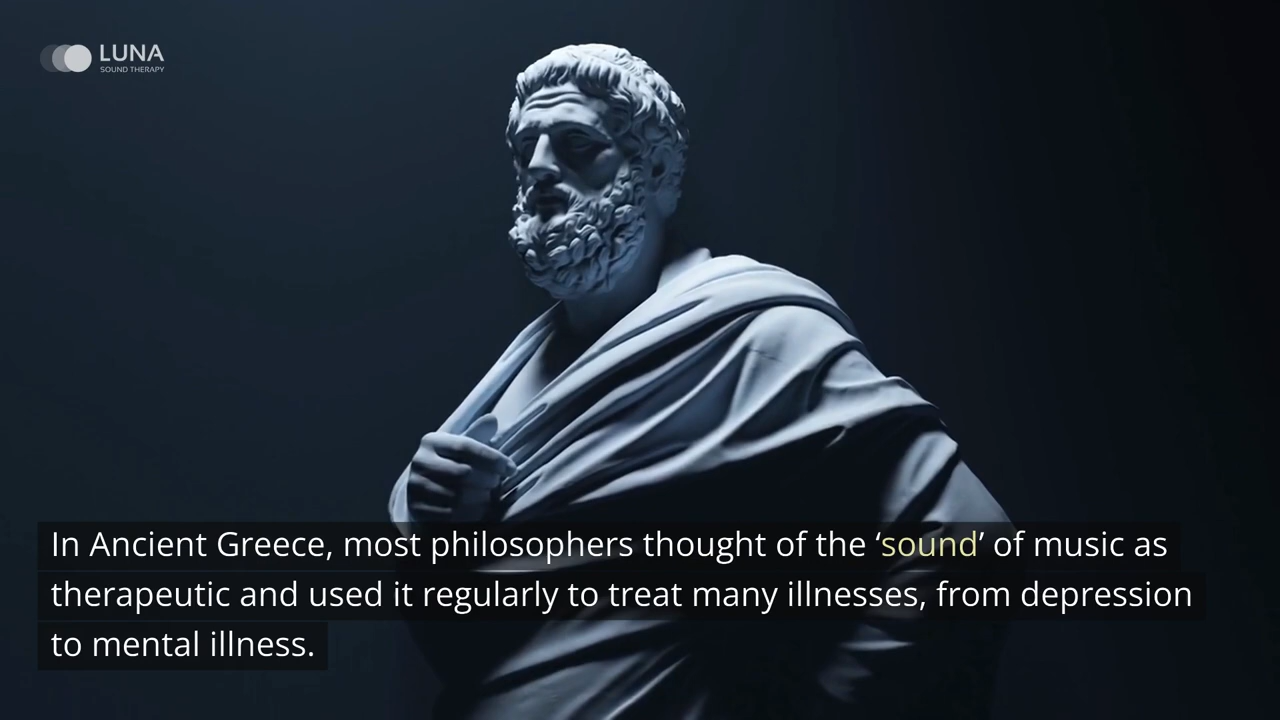 LUNA
SOUND THERAPY
In Ancient Greece, most philosophers thought of the ‘sound’ of music as
therapeutic and used it regularly to treat many illnesses, from depression
to mental illness.